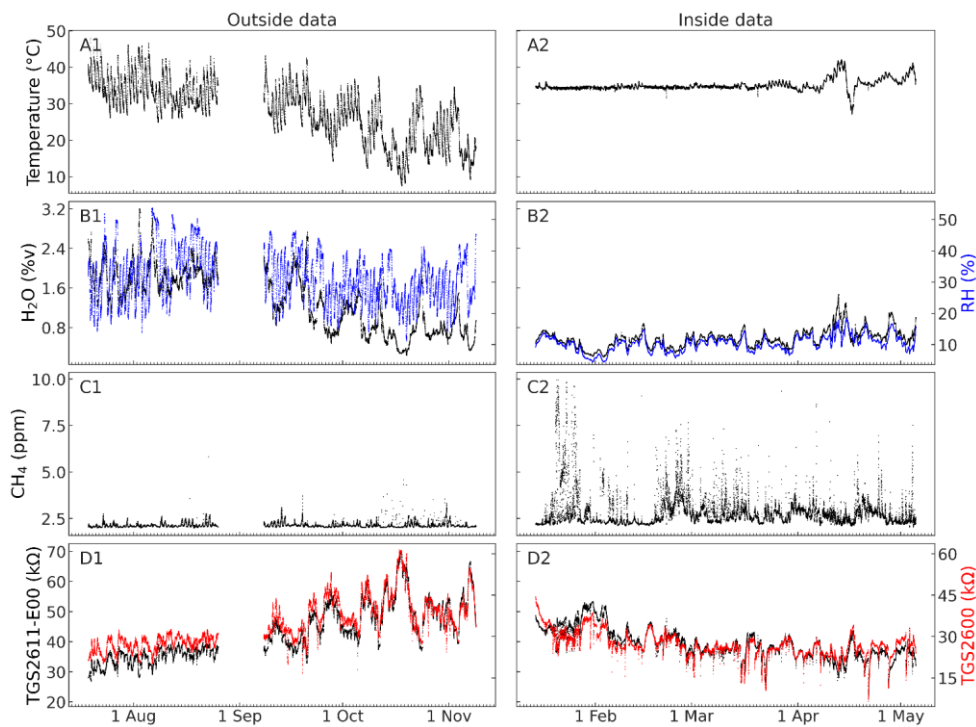 Outside data Inside data
A1 A2
Temperature (°C)
50
40
30
20
10
B1 B2
H₂O (%v)
3.2
2.4
1.6
0.8
RH (%)
50
40
30
20
10
C1 C2
CH₄ (ppm)
10.0
7.5
5.0
2.5
D1 D2
TGS2611-E00 (kΩ)
70
60
50
40
30
20
TGS2600 (kΩ)
60
45
30
15
1 Aug 1 Sep 1 Oct 1 Nov 1 Feb 1 Mar 1 Apr 1 May